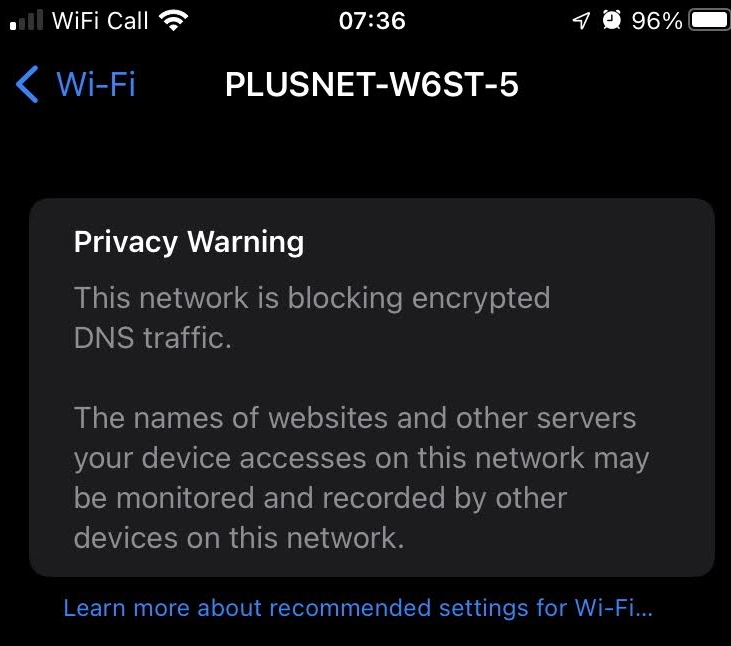 WiFi Call 07:36 96%
Wi-Fi PLUSNET-W6ST-5
Privacy Warning
This network is blocking encrypted
DNS traffic.
The names of websites and other servers
your device accesses on this network may
be monitored and recorded by other
devices on this network.
Learn more about recommended settings for Wi-Fi...